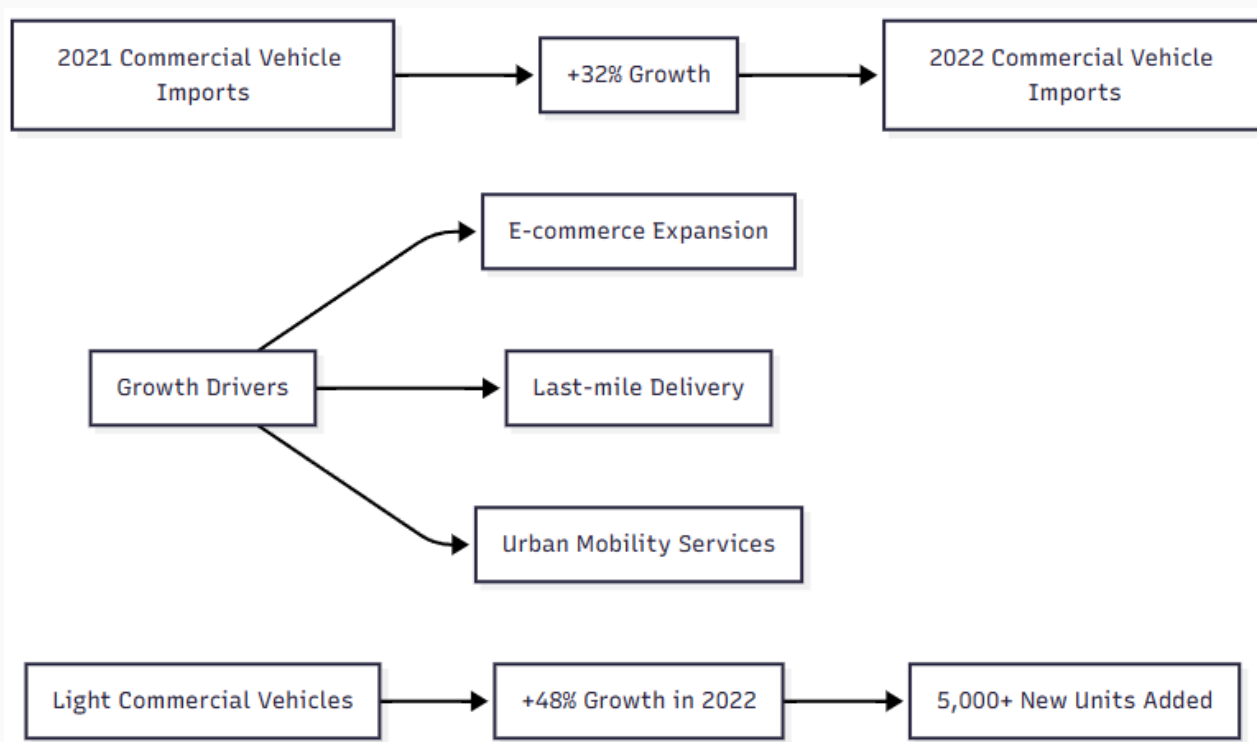 2021 Commercial Vehicle
Imports
+32% Growth
2022 Commercial Vehicle
Imports
E-commerce Expansion
Growth Drivers
Last-mile Delivery
Urban Mobility Services
Light Commercial Vehicles
+48% Growth in 2022
5,000+ New Units Added